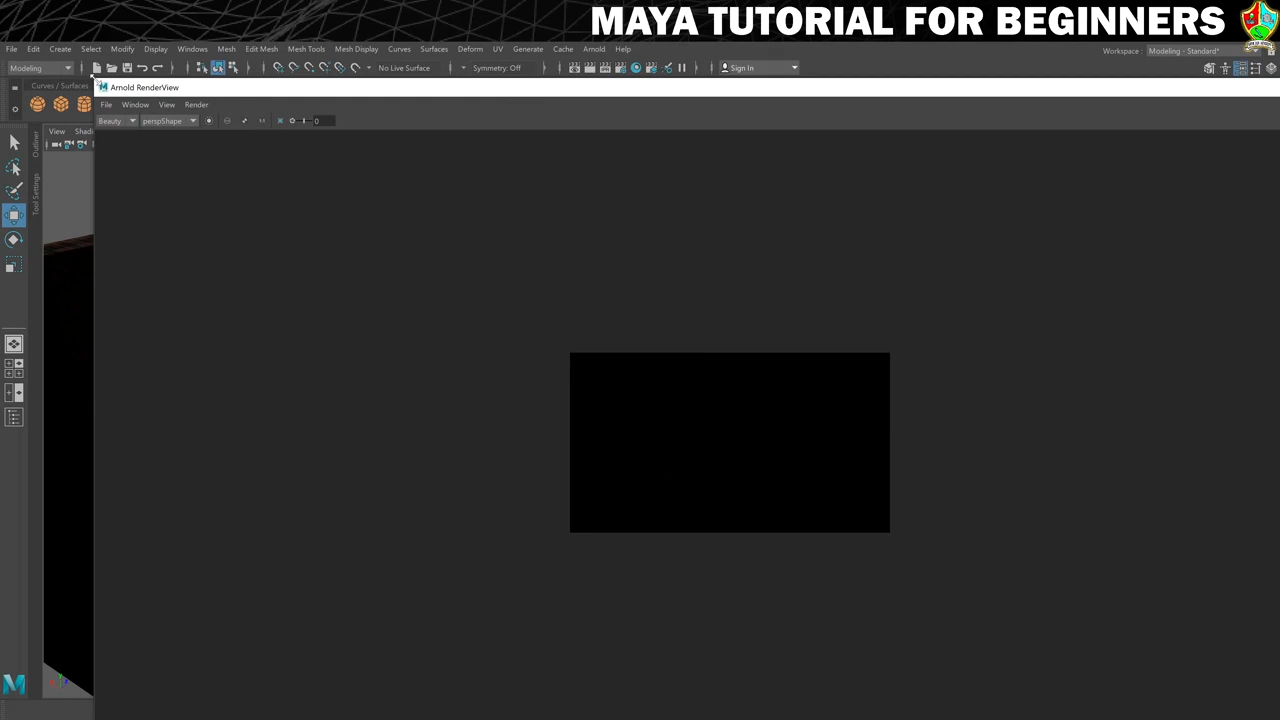 MAYA TUTORIAL FOR BEGINNERS
File Edit Create Select Modify Display Windows Mesh Edit Mesh Mesh Tools Mesh Display Curves Surfaces Deform UV Generate Cache Arnold Help
Workspace : Modeling - Standard*
Modeling No Live Surface Symmetry: Off Sign In
Curves / Surfaces
Arnold RenderView
File Window View Render
Beauty perspShape 0
View Shadi
Outliner
Tool Settings